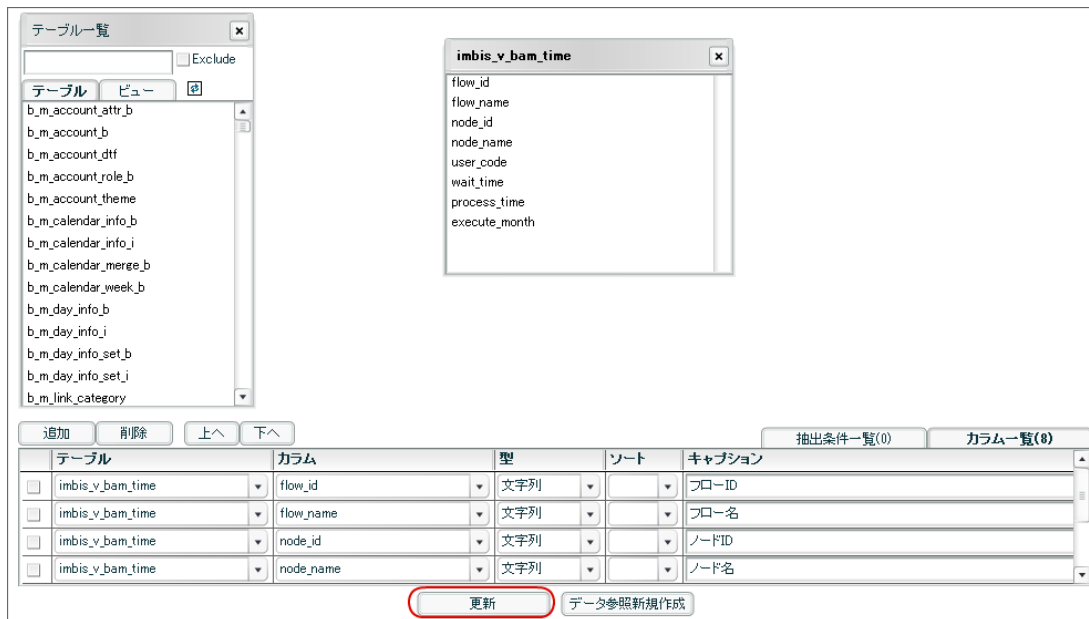 テーブル一覧
Exclude
テーブル ビュー
b_m_account_attr_b
b_m_account_b
b_m_account_dtf
b_m_account_role_b
b_m_account_theme
b_m_calendar_info_b
b_m_calendar_info_i
b_m_calendar_merge_b
b_m_calendar_week_b
b_m_day_info_b
b_m_day_info_i
b_m_day_info_set_b
b_m_day_info_set_i
b_m_link_category
imbis_v_bam_time
flow_id
flow_name
node_id
node_name
user_code
wait_time
process_time
execute_month
追加 削除 上へ 下へ 抽出条件一覧(0) カラム一覧(8)
テーブル カラム 型 ソート キャプション
imbis_v_bam_time flow_id 文字列 フローID
imbis_v_bam_time flow_name 文字列 フロー名
imbis_v_bam_time node_id 文字列 ノードID
imbis_v_bam_time node_name 文字列 ノード名
更新 データ参照新規作成